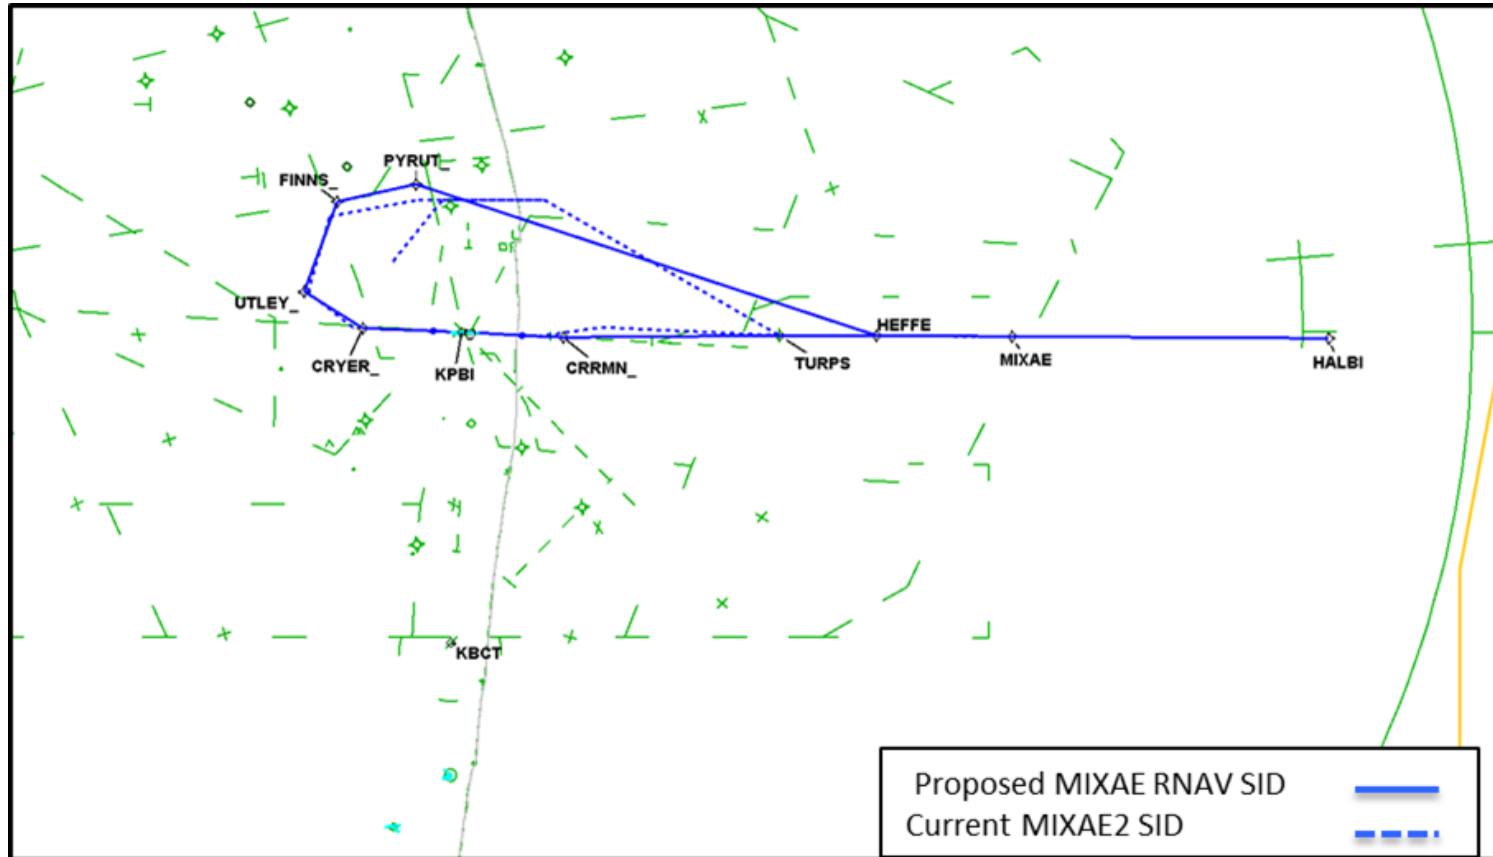 PYRUT_
FINNS_
UTLEY_
HEFFE
CRYER_
KPBI
CRRMN_
TURPS
MIXAE
HALBI
KBCT
Proposed MIXAE RNAV SID
Current MIXAE2 SID